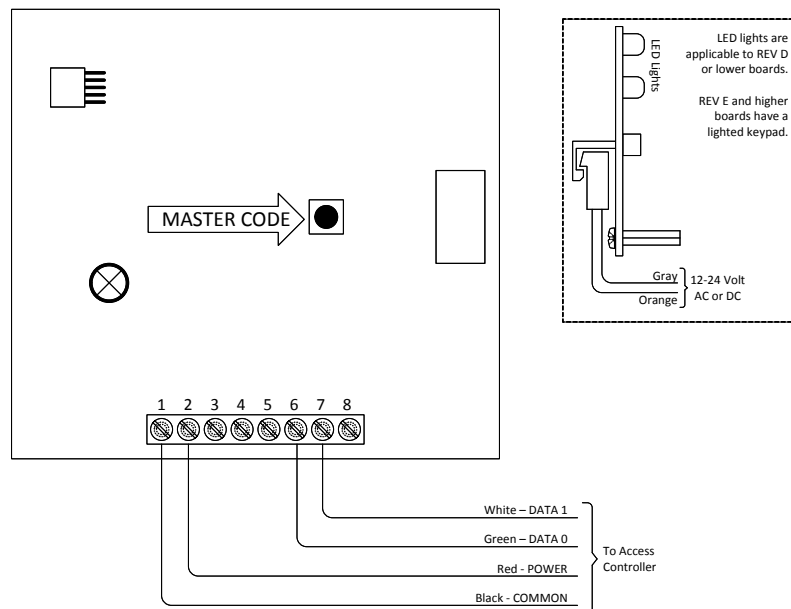 LED lights are
applicable to REV D
or lower boards.
REV E and higher
boards have a
lighted keypad.
LED Lights
MASTER CODE
Gray
Orange
12-24 Volt
AC or DC
1 2 3 4 5 6 7 8
White – DATA 1
Green – DATA 0
Red - POWER
Black - COMMON
To Access
Controller